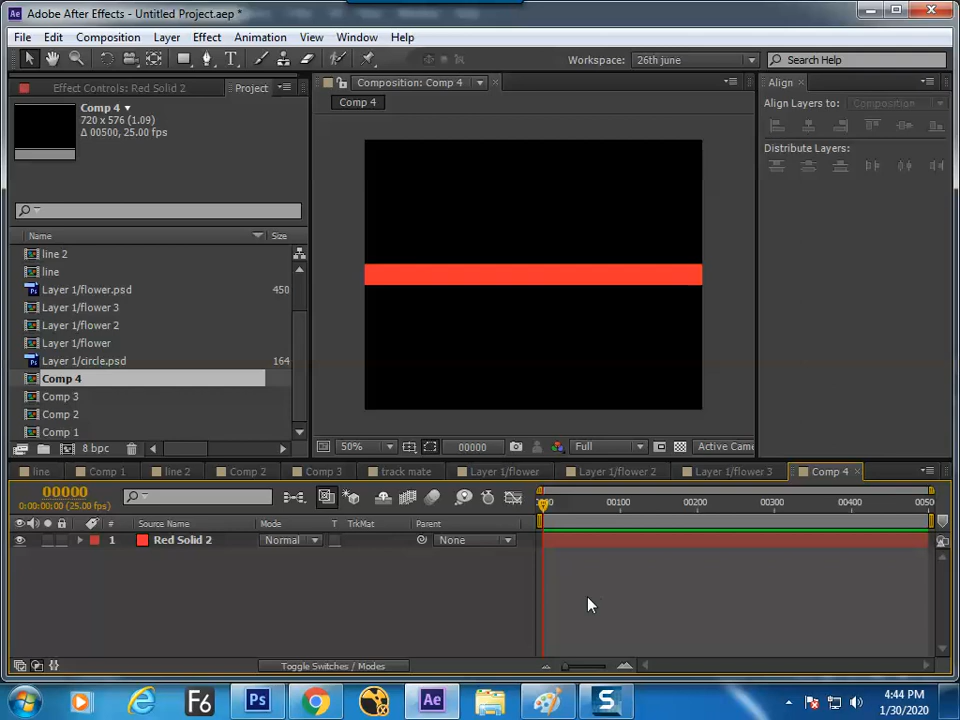 Ae Adobe After Effects - Untitled Project.aep *
File Edit Composition Layer Effect Animation View Window Help
Workspace: 26th june Search Help
Effect Controls: Red Solid 2 Project
Composition: Comp 4
Align
Comp 4
720 x 576 (1.09)
Δ 00500, 25.00 fps
Comp 4
Align Layers to: Composition
Distribute Layers:
Name Size
line 2
line
Layer 1/flower.psd 450
Layer 1/flower 3
Layer 1/flower 2
Layer 1/flower
Layer 1/circle.psd 164
Comp 4
Comp 3
Comp 2
Comp 1
8 bpc
50% 00000 Full Active Came
line Comp 1 line 2 Comp 2 Comp 3 track mate Layer 1/flower Layer 1/flower 2 Layer 1/flower 3 Comp 4
00000
0:00:00:00 (25.00 fps)
00100 00200 00300 00400 0050
# Source Name Mode T TrkMat Parent
1 Red Solid 2 Normal None
Toggle Switches / Modes
F6 Ps Ae S
4:44 PM
1/30/2020